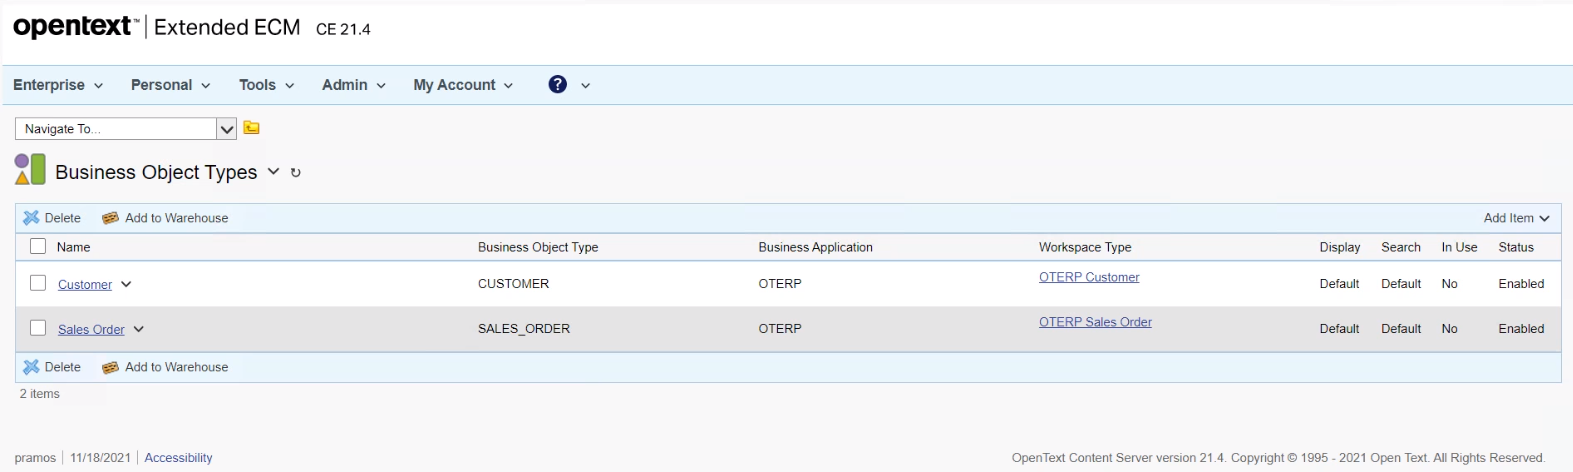 opentext™ | Extended ECM CE 21.4
Enterprise Personal Tools Admin My Account ?
Navigate To...
Business Object Types
Delete Add to Warehouse Add Item
Name Business Object Type Business Application Workspace Type Display Search In Use Status
Customer CUSTOMER OTERP OTERP Customer Default Default No Enabled
Sales Order SALES_ORDER OTERP OTERP Sales Order Default Default No Enabled
Delete Add to Warehouse
2 items
pramos | 11/18/2021 | Accessibility OpenText Content Server version 21.4. Copyright © 1995 - 2021 Open Text. All Rights Reserved.